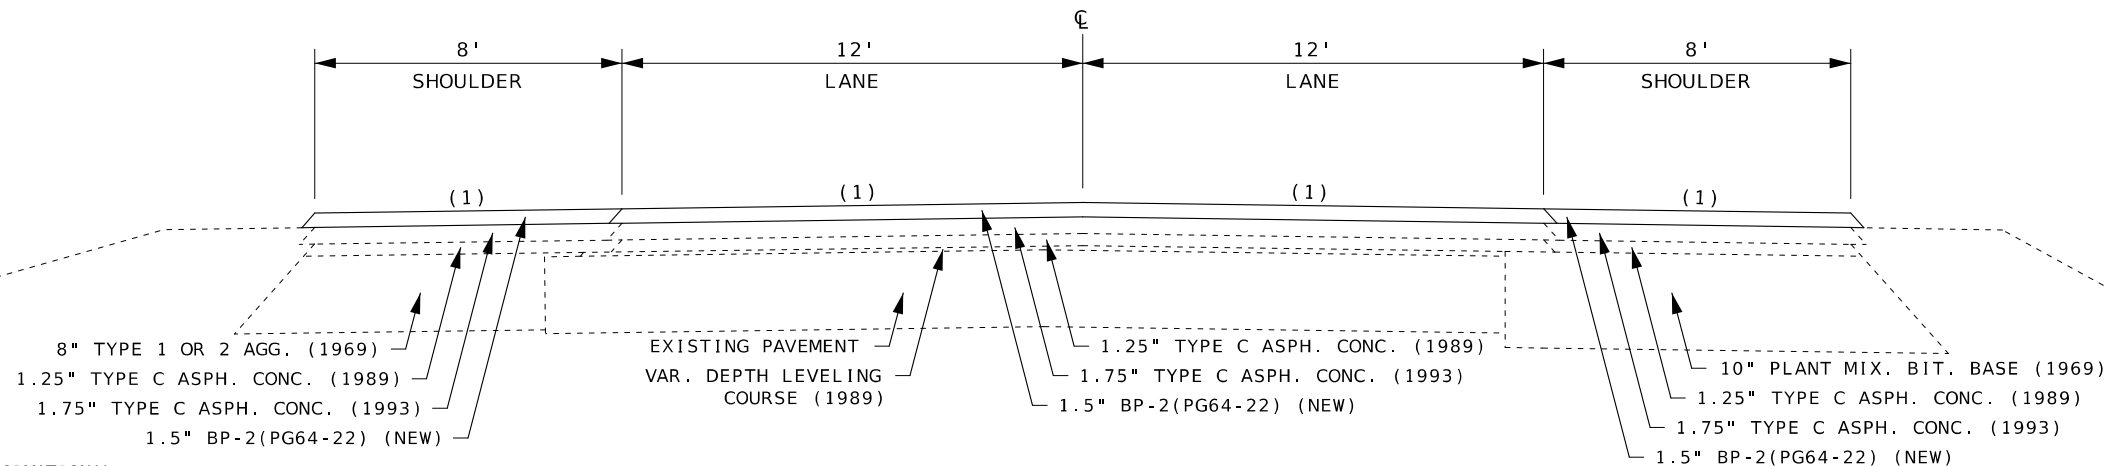 ℄
8' 12' 12' 8'
SHOULDER LANE LANE SHOULDER
(1) (1) (1) (1)
8" TYPE 1 OR 2 AGG. (1969)
1.25" TYPE C ASPH. CONC. (1989)
1.75" TYPE C ASPH. CONC. (1993)
1.5" BP-2(PG64-22) (NEW)
EXISTING PAVEMENT
VAR. DEPTH LEVELING
COURSE (1989)
1.25" TYPE C ASPH. CONC. (1989)
1.75" TYPE C ASPH. CONC. (1993)
1.5" BP-2(PG64-22) (NEW)
10" PLANT MIX. BIT. BASE (1969)
1.25" TYPE C ASPH. CONC. (1989)
1.75" TYPE C ASPH. CONC. (1993)
1.5" BP-2(PG64-22) (NEW)